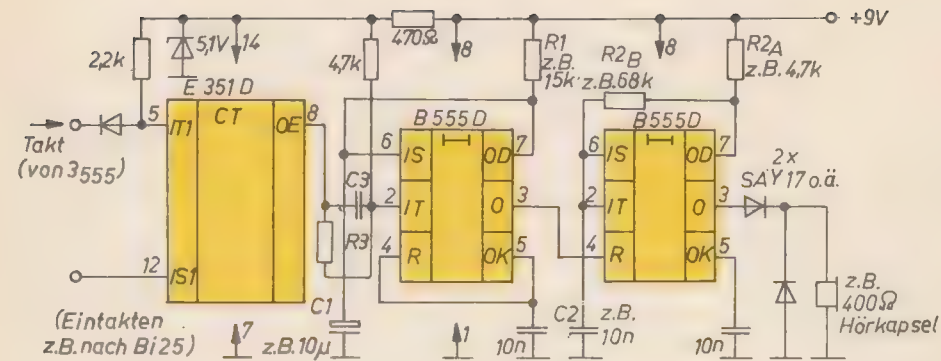 +9V
2,2k
5,1V
14
470Ω
8
8
4,7k
R1
z.B.
15k
R2B
z.B.68k
R2A
z.B.4,7k
E 351 D
CT
5
IT1
OE
8
Takt
(von 3555)
12
IS1
(Eintakten
z.B. nach Bi25)
7
C3
R3
C1
z.B.10µ
B 555 D
6
IS
OD
7
2
IT
O
3
4
R
OK
5
1
10n
B 555 D
6
IS
OD
7
2
IT
O
3
4
R
OK
5
C2
z.B.
10n
10n
2x
SAY 17 o.ä.
z.B.
400Ω
Hörkapsel